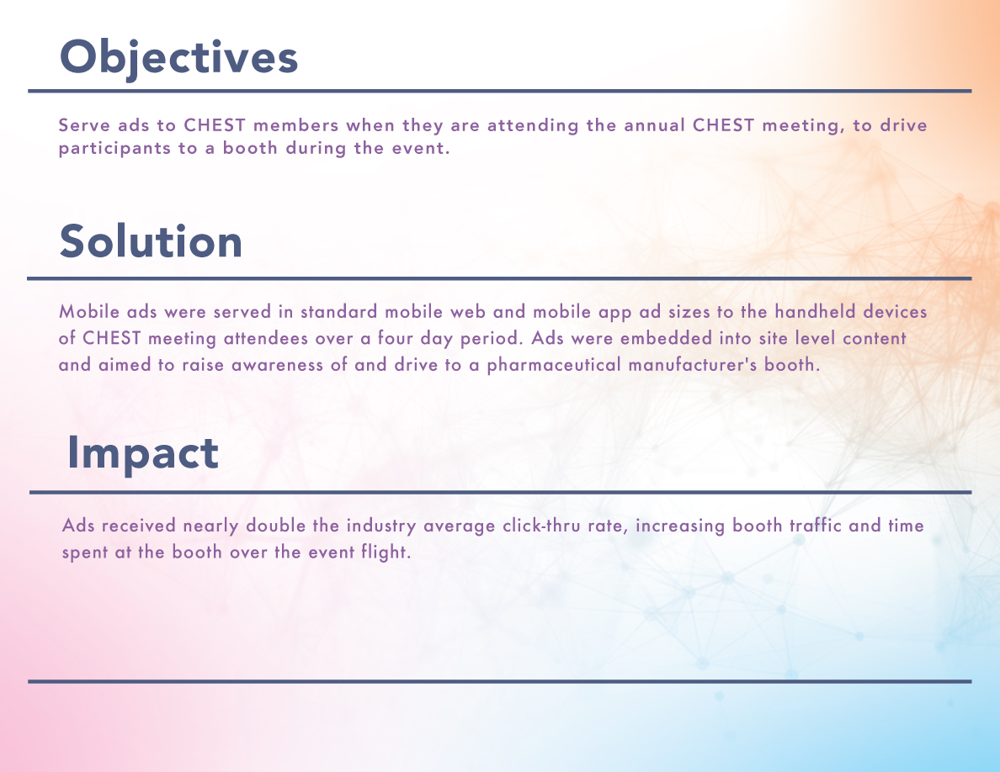 Objectives
Serve ads to CHEST members when they are attending the annual CHEST meeting, to drive
participants to a booth during the event.
Solution
Mobile ads were served in standard mobile web and mobile app ad sizes to the handheld devices
of CHEST meeting attendees over a four day period. Ads were embedded into site level content
and aimed to raise awareness of and drive to a pharmaceutical manufacturer's booth.
Impact
Ads received nearly double the industry average click-thru rate, increasing booth traffic and time
spent at the booth over the event flight.